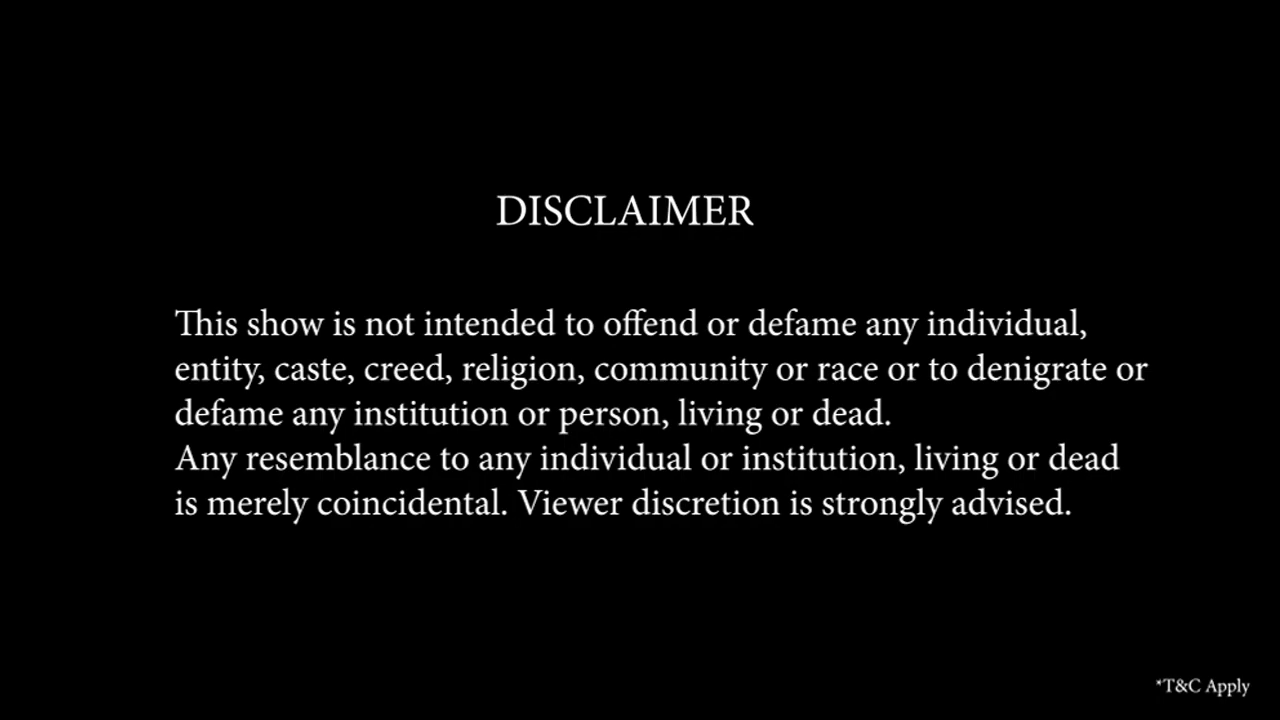 DISCLAIMER
This show is not intended to offend or defame any individual,
entity, caste, creed, religion, community or race or to denigrate or
defame any institution or person, living or dead.
Any resemblance to any individual or institution, living or dead
is merely coincidental. Viewer discretion is strongly advised.
*T&C Apply